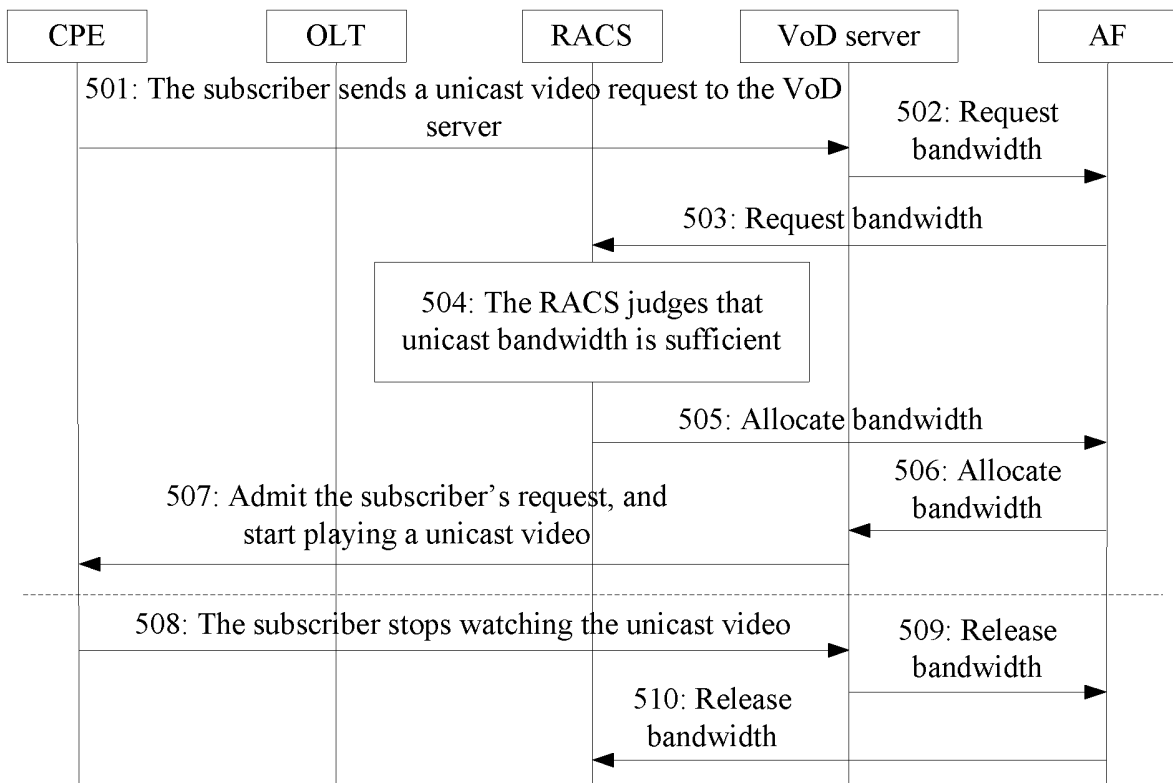 CPE
OLT
RACS
VoD server
AF
501: The subscriber sends a unicast video request to the VoD
server
502: Request
bandwidth
503: Request bandwidth
504: The RACS judges that
unicast bandwidth is sufficient
505: Allocate bandwidth
506: Allocate
bandwidth
507: Admit the subscriber’s request, and
start playing a unicast video
508: The subscriber stops watching the unicast video
509: Release
bandwidth
510: Release
bandwidth